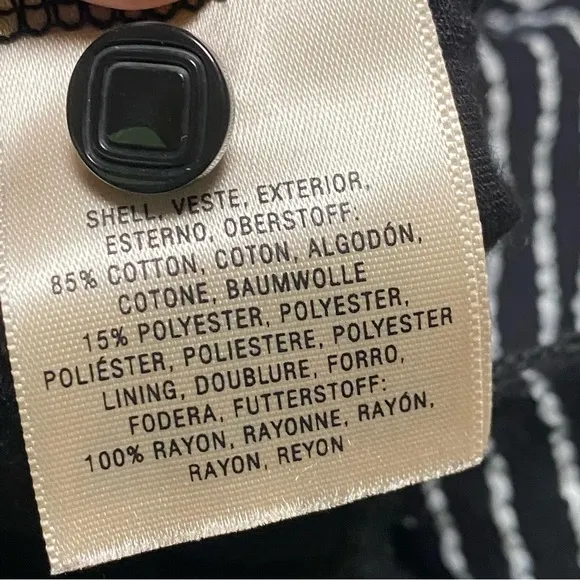 SHELL, VESTE, EXTERIOR,
ESTERNO, OBERSTOFF:
85% COTTON, COTON, ALGODÓN,
COTONE, BAUMWOLLE
15% POLYESTER, POLYESTER,
POLIÉSTER, POLIESTERE, POLYESTER
LINING, DOUBLURE, FORRO,
FODERA, FUTTERSTOFF:
100% RAYON, RAYONNE, RAYÓN,
RAYON, REYON